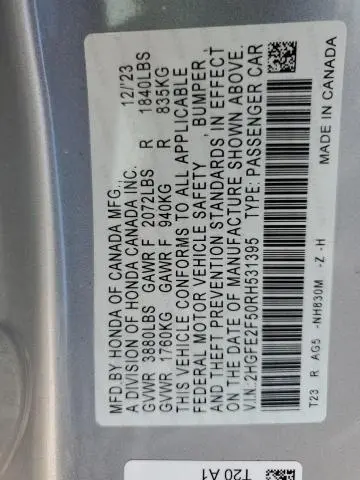 MFD.BY HONDA OF CANADA MFG.,
A DIVISION OF HONDA CANADA INC. 12/'23
GVWR 3880LBS GAWR F 2072LBS R 1840LBS
GVWR 1760KG GAWR F 940KG R 835KG
THIS VEHICLE CONFORMS TO ALL APPLICABLE
FEDERAL MOTOR VEHICLE SAFETY , BUMPER ,
AND THEFT PREVENTION STANDARDS IN EFFECT
ON THE DATE OF MANUFACTURE SHOWN ABOVE.
V.I.N.:2HGFE2F50RH531395 TYPE:PASSENGER CAR
T23 R AG5 -NH830M -Z -H MADE IN CANADA
T20 A1